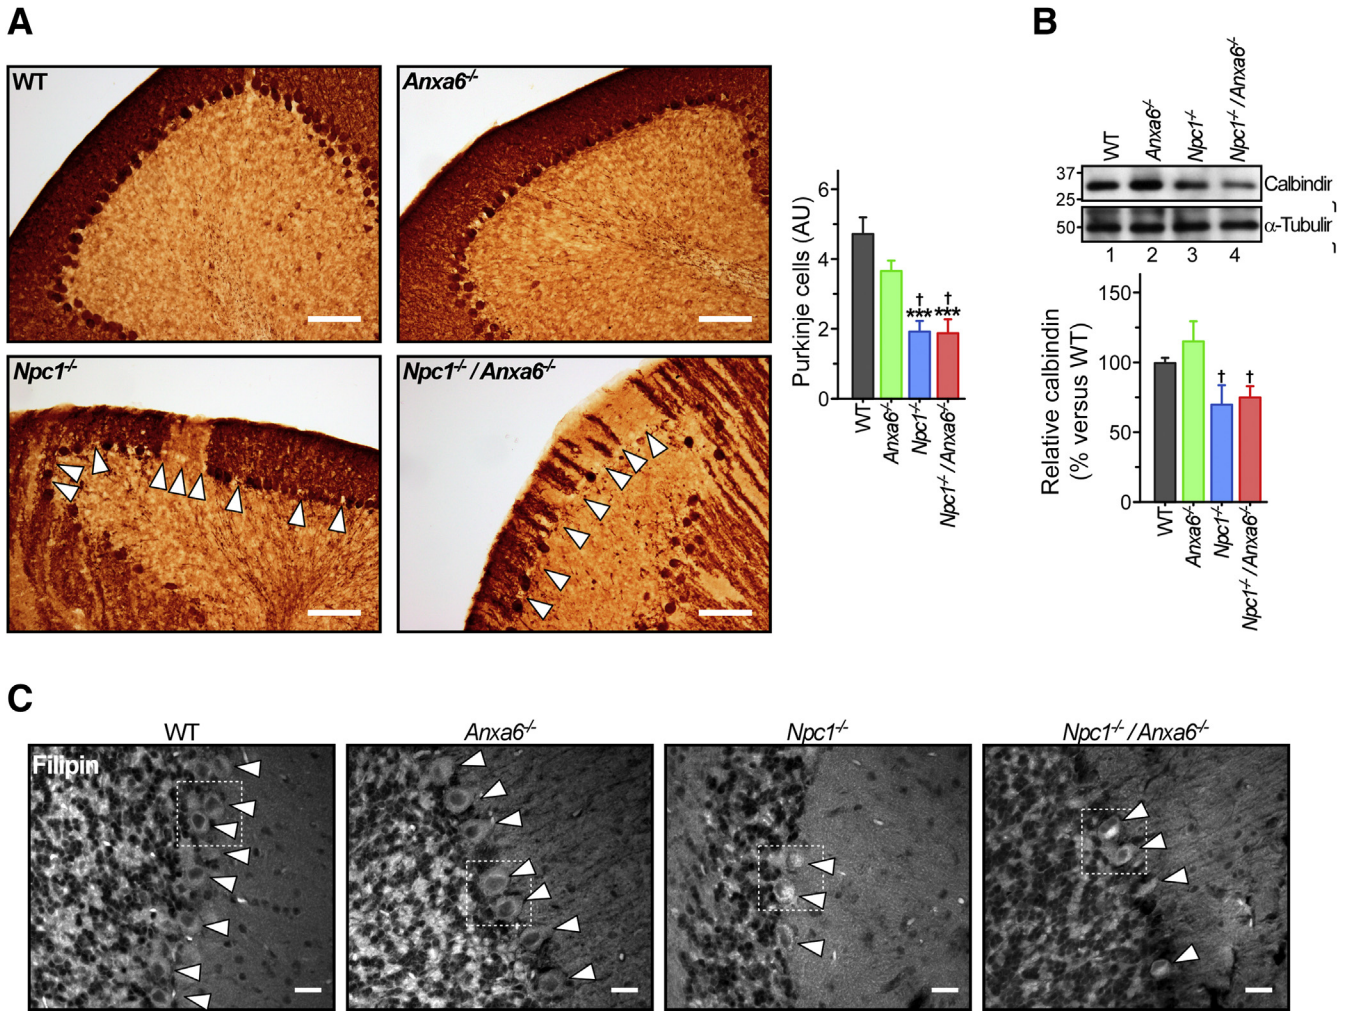 A
B
WT
Anxa6-/-
Npc1-/-
Npc1-/- / Anxa6-/-
Purkinje cells (AU)
6
4
2
0
†
***
†
***
WT
Anxa6-/-
Npc1-/-
Npc1-/- / Anxa6-/-
WT
Anxa6-/-
Npc1-/-
Npc1-/- / Anxa6-/-
37
25
Calbindir
50
α-Tubulir
1 2 3 4
Relative calbindin
(% versus WT)
150
100
50
0
†
†
WT
Anxa6-/-
Npc1-/-
Npc1-/- / Anxa6-/-
C
WT
Anxa6-/-
Npc1-/-
Npc1-/- / Anxa6-/-
Filipin